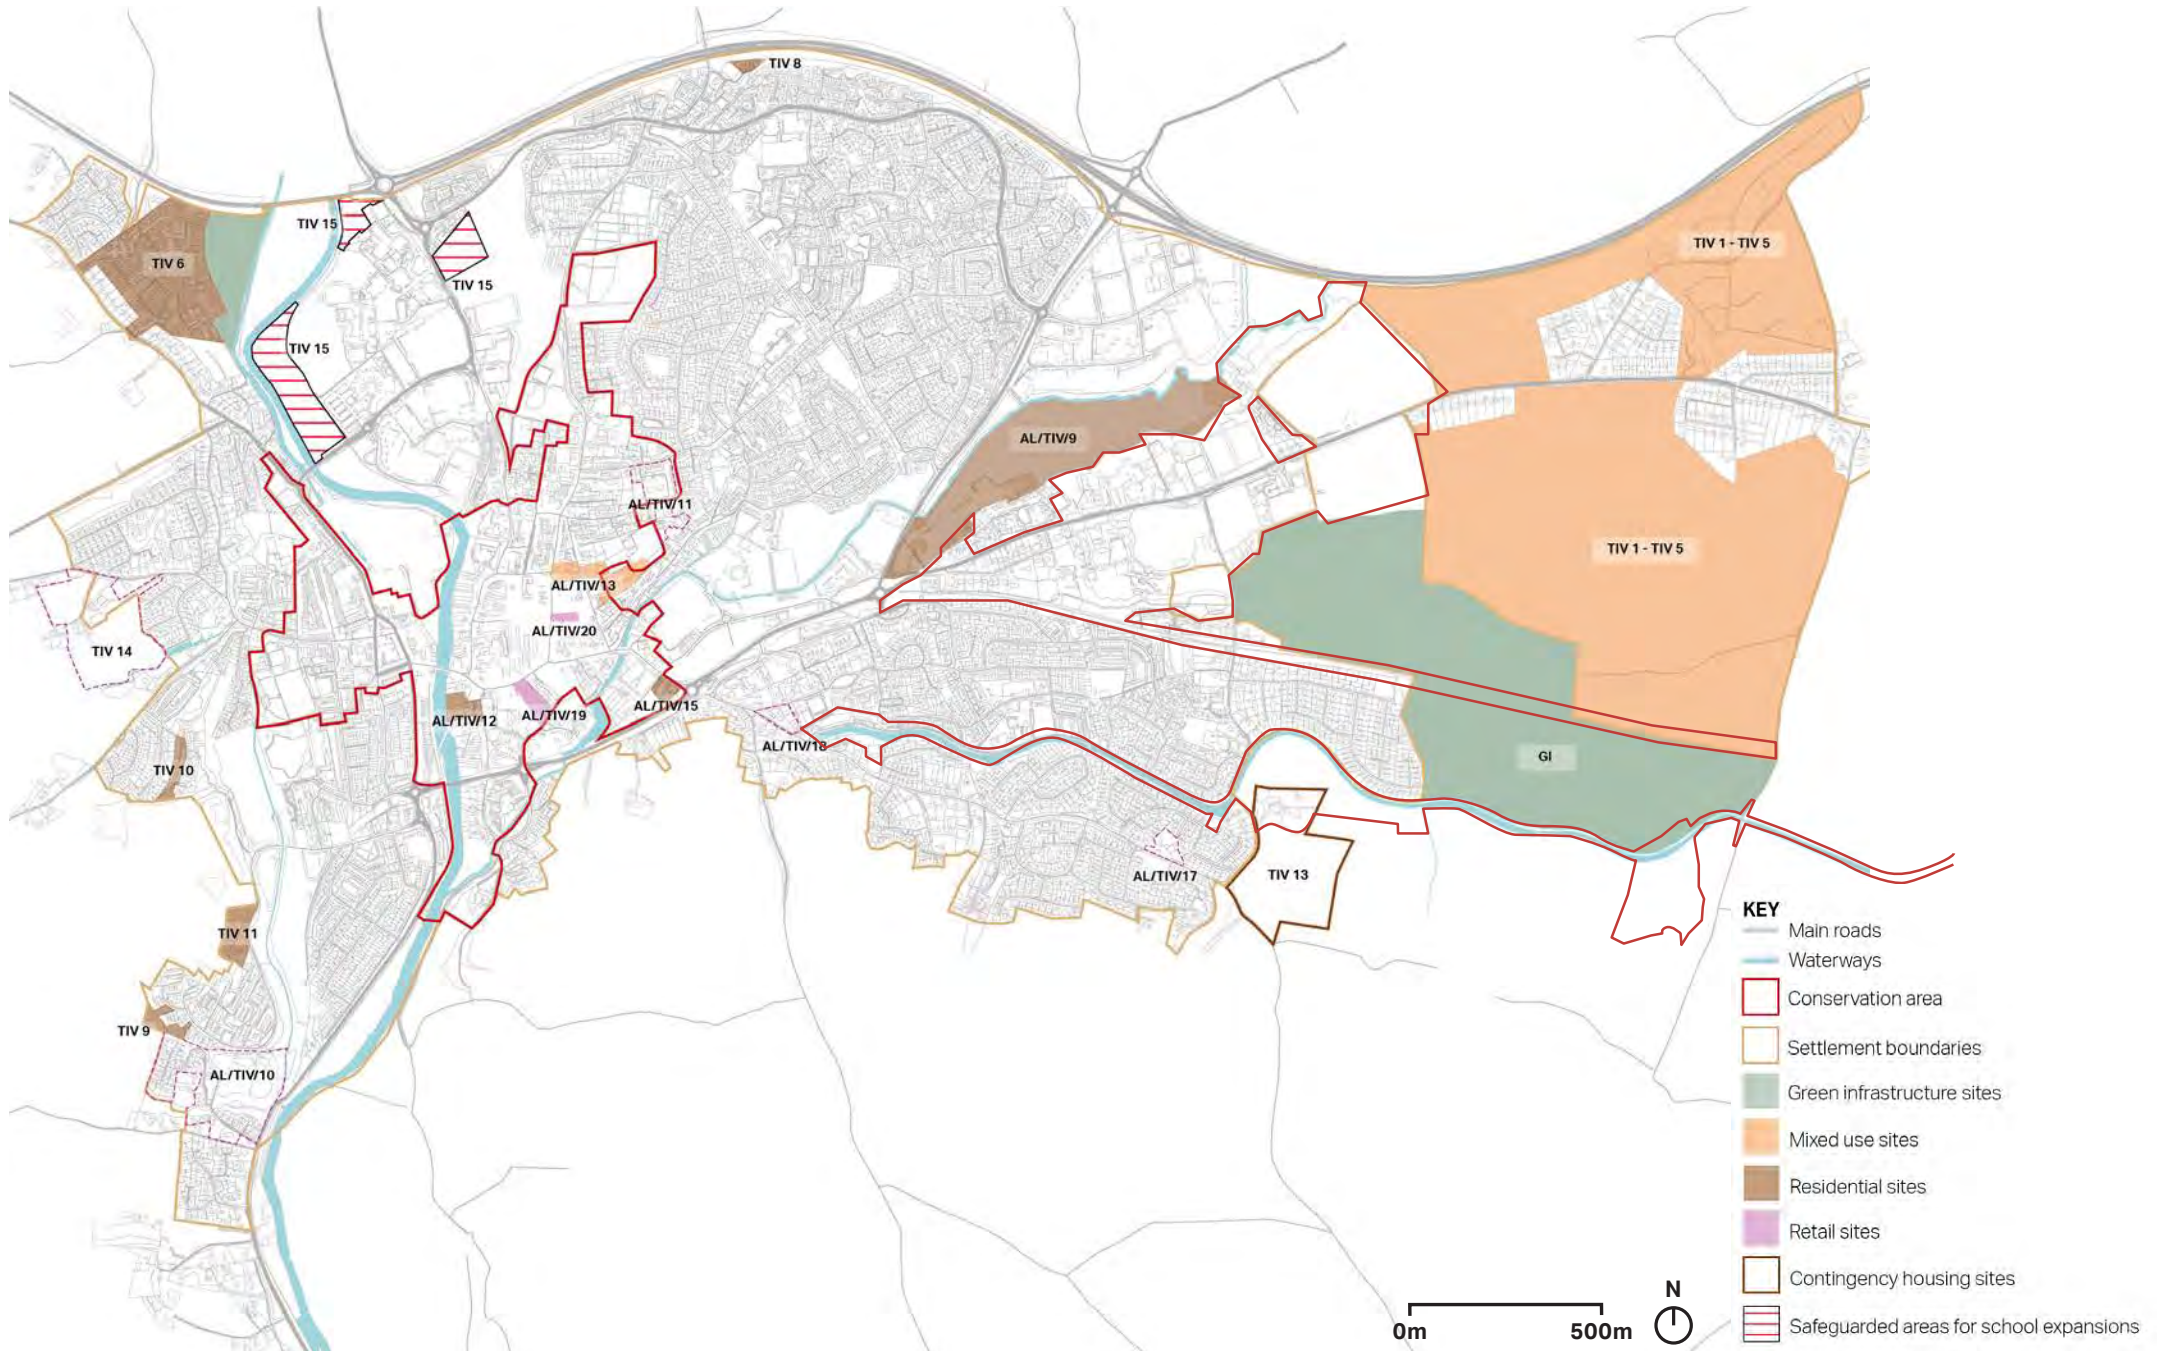 TIV 8
TIV 15
TIV 1 - TIV 5
TIV 6
TIV 15
TIV 15
AL/TIV/9
AL/TIV/11
TIV 1 - TIV 5
AL/TIV/13
AL/TIV/20
TIV 14
AL/TIV/15
AL/TIV/19
AL/TIV/12
AL/TIV/18
GI
TIV 10
AL/TIV/17
TIV 13
TIV 11
TIV 9
AL/TIV/10
KEY
Main roads
Waterways
Conservation area
Settlement boundaries
Green infrastructure sites
Mixed use sites
Residential sites
Retail sites
Contingency housing sites
Safeguarded areas for school expansions
N
0m 500m